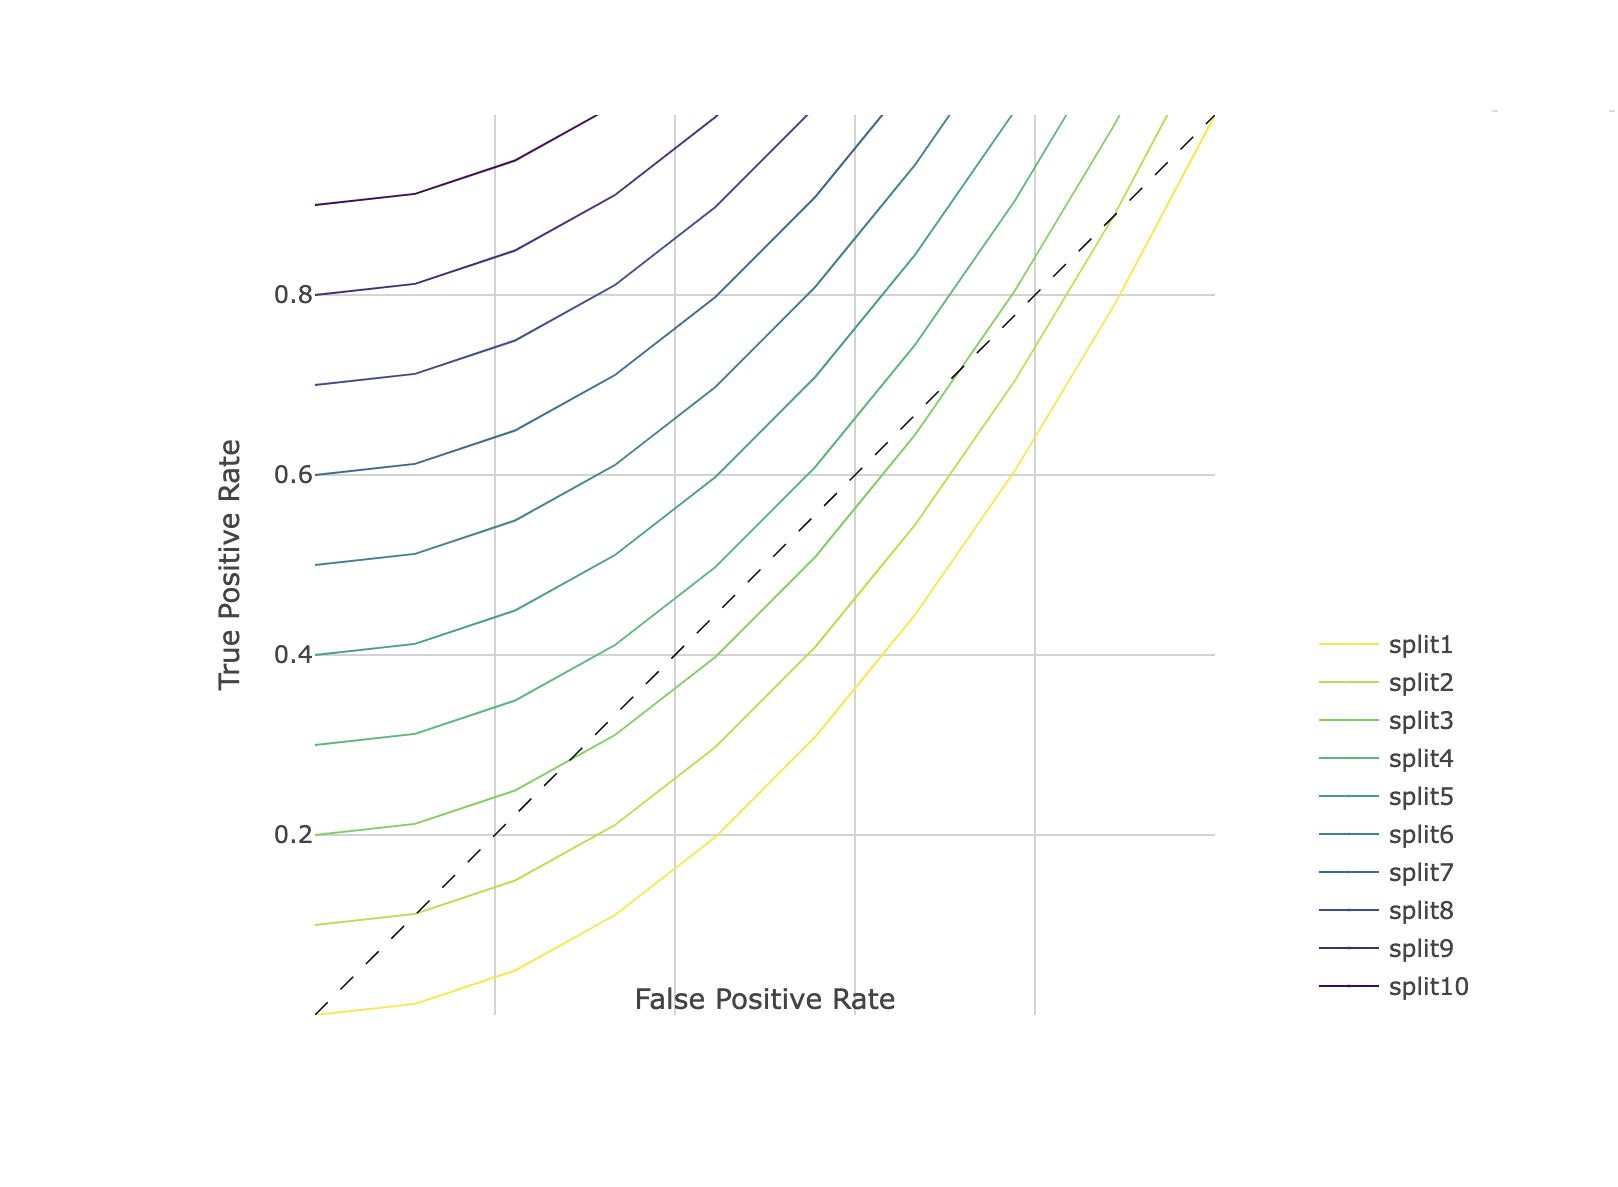 True Positive Rate
0.8
0.6
0.4
0.2
False Positive Rate
split1
split2
split3
split4
split5
split6
split7
split8
split9
split10